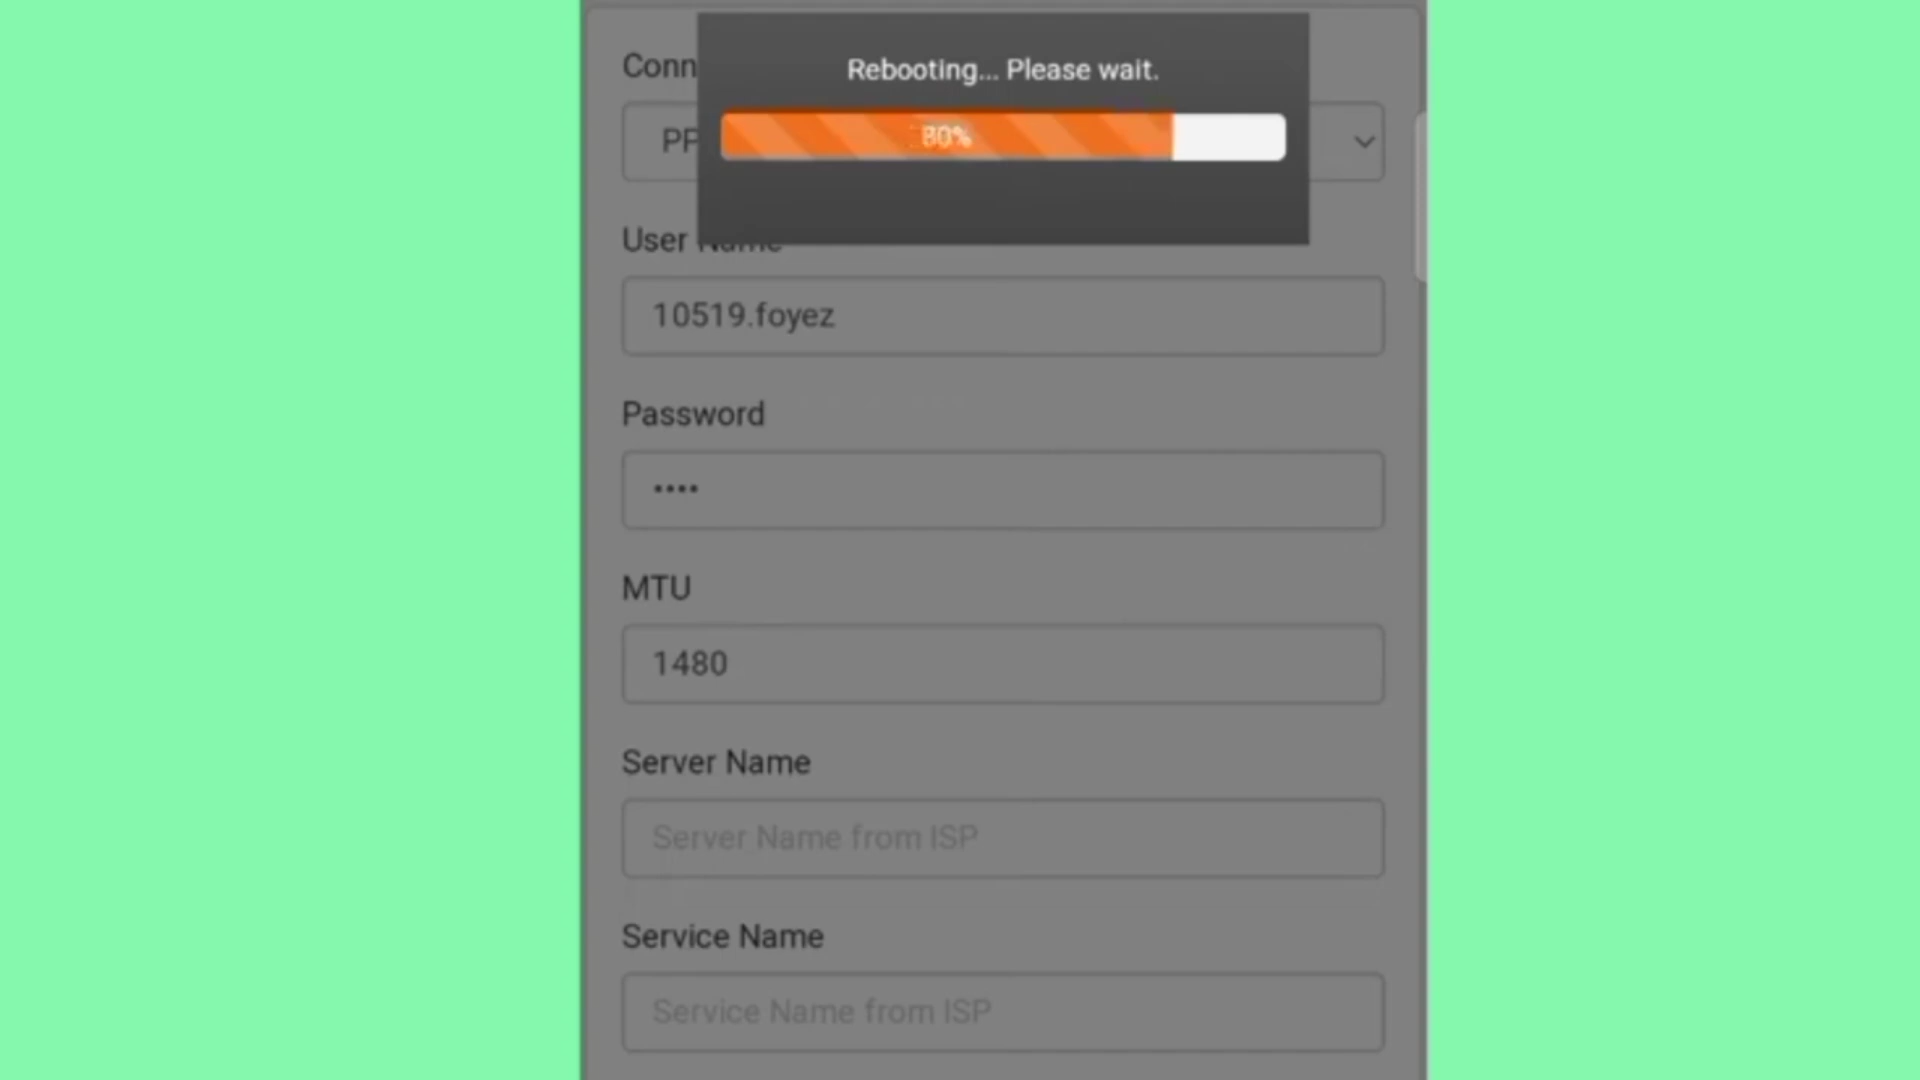 Rebooting... Please wait.
80%
Conn
PP
User Name
10519.foyez
Password
••••
MTU
1480
Server Name
Server Name from ISP
Service Name
Service Name from ISP